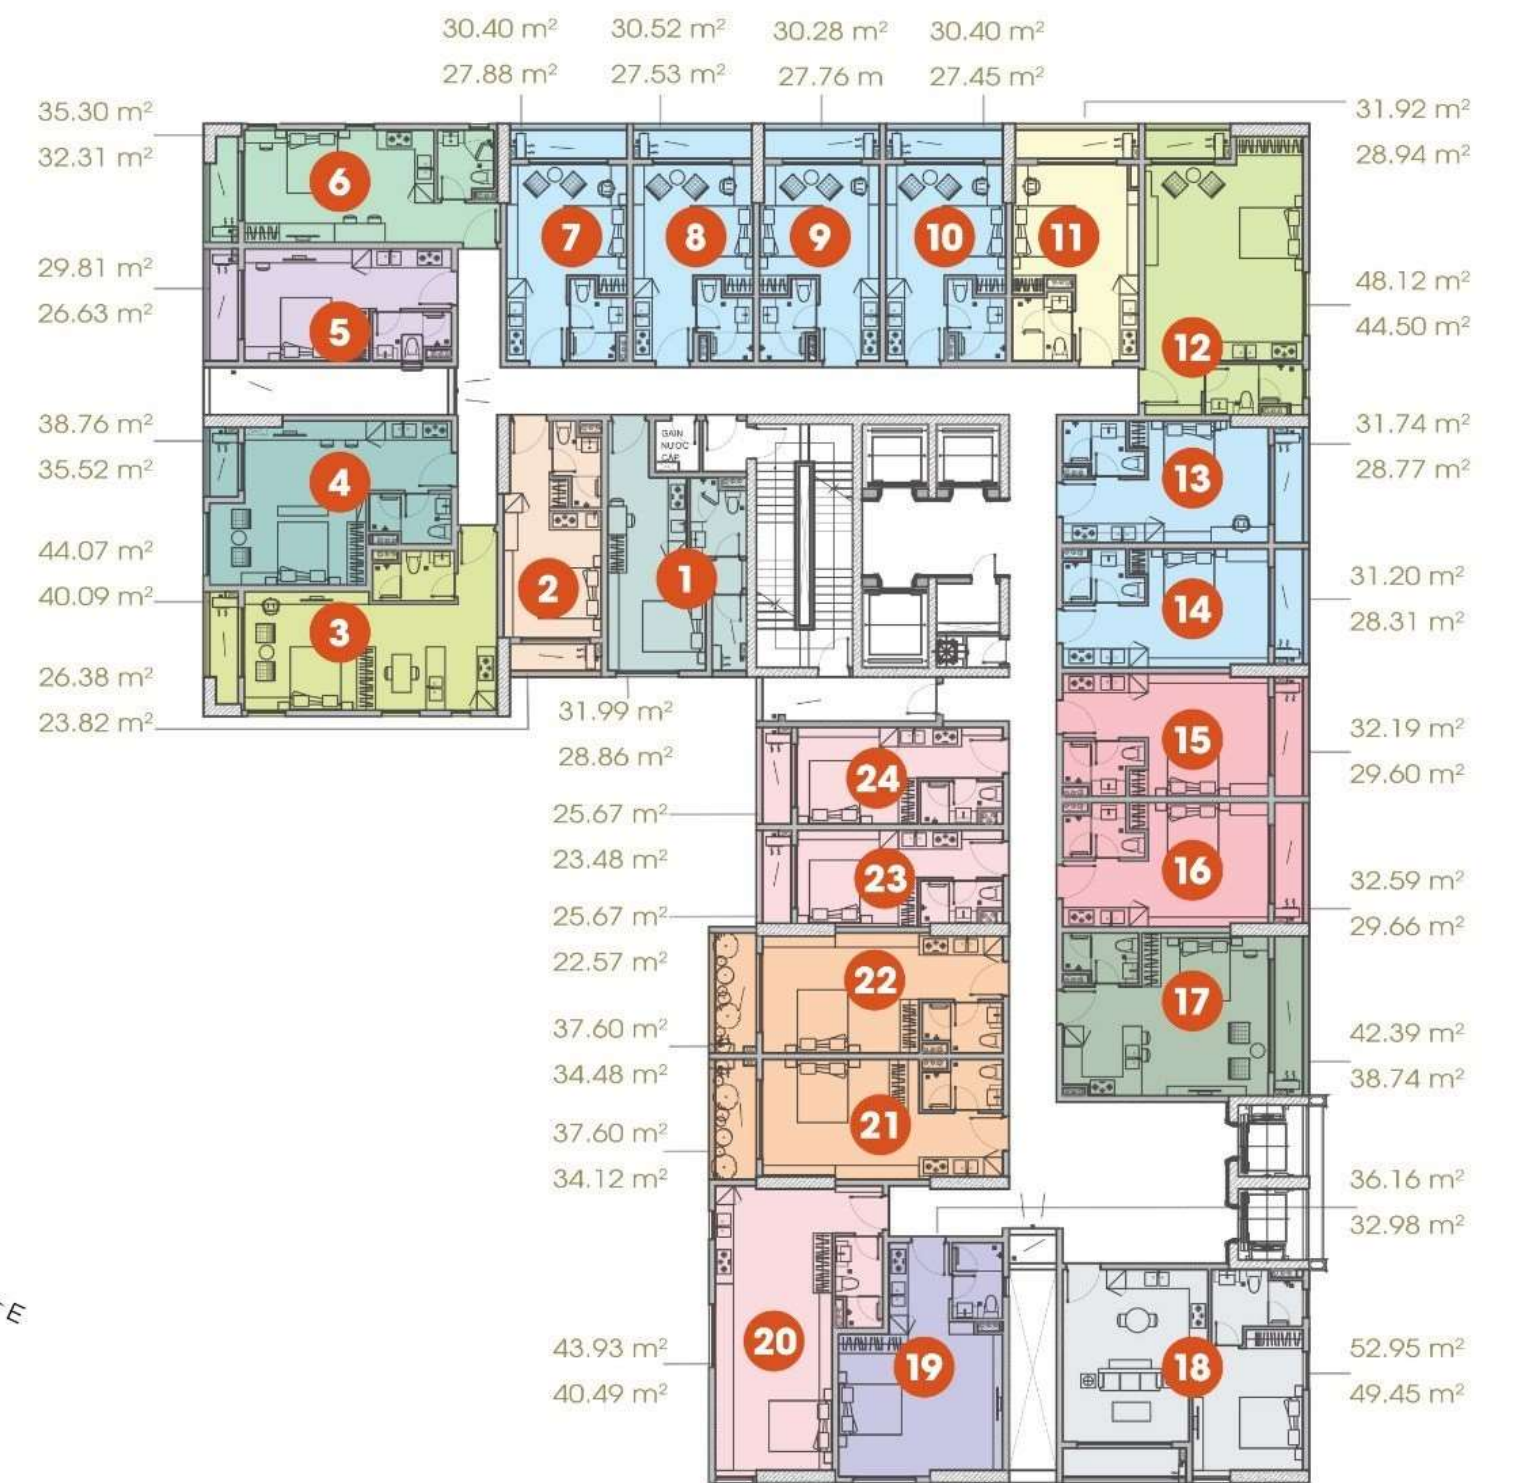 30.40 m²
27.88 m²
30.52 m²
27.53 m²
30.28 m²
27.76 m
30.40 m²
27.45 m²
35.30 m²
32.31 m²
31.92 m²
28.94 m²
6
7
8
9
10
11
12
29.81 m²
26.63 m²
5
48.12 m²
44.50 m²
38.76 m²
35.52 m²
4
GAIN
NƯỚC
CẤP
13
31.74 m²
28.77 m²
44.07 m²
40.09 m²
3
2
1
14
31.20 m²
28.31 m²
26.38 m²
23.82 m²
31.99 m²
28.86 m²
24
15
32.19 m²
29.60 m²
25.67 m²
23.48 m²
23
16
32.59 m²
29.66 m²
25.67 m²
22.57 m²
22
17
37.60 m²
34.48 m²
42.39 m²
38.74 m²
21
37.60 m²
34.12 m²
36.16 m²
32.98 m²
E
20
19
18
43.93 m²
40.49 m²
52.95 m²
49.45 m²